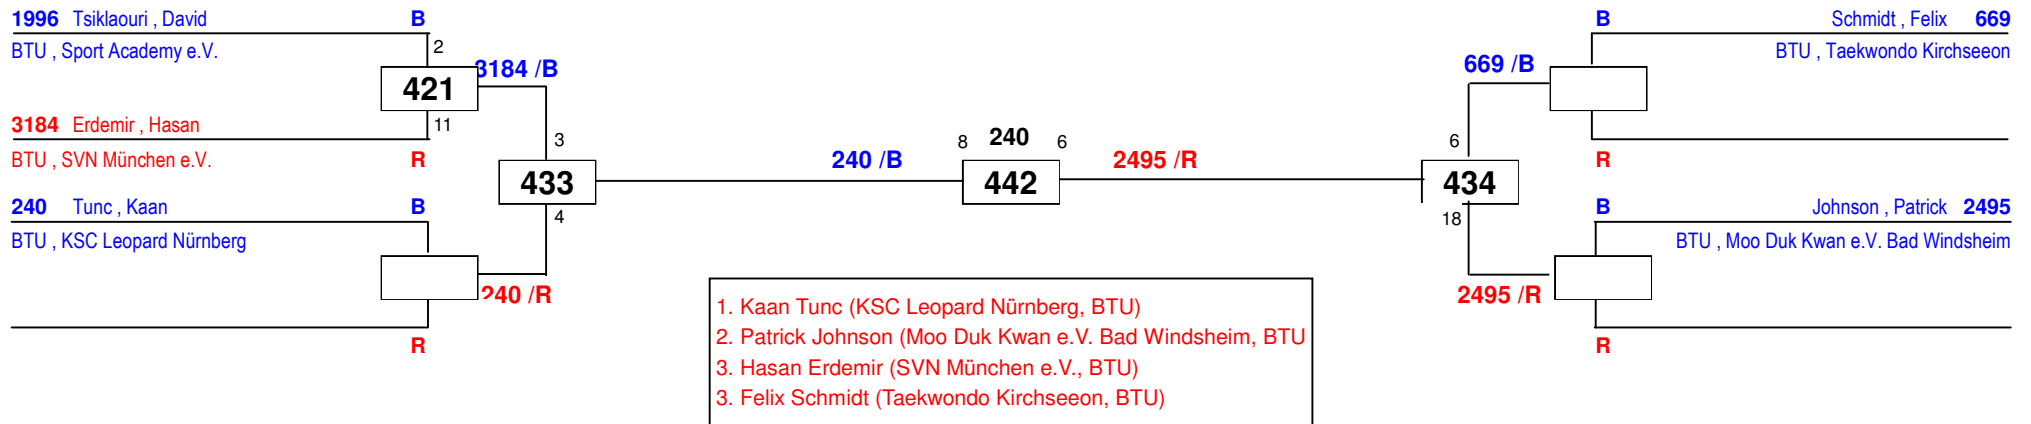 1996 Tsiklaouri , David B
BTU , Sport Academy e.V.
2
421
3184 /B
3184 Erdemir , Hasan
11
BTU , SVN München e.V. R
3
433
4
240 Tunc , Kaan B
BTU , KSC Leopard Nürnberg
240 /R
R
240 /B
8 240 6
442
2495 /R
B Schmidt , Felix 669
BTU , Taekwondo Kirchseeon
669 /B
R
6
434
18
B Johnson , Patrick 2495
BTU , Moo Duk Kwan e.V. Bad Windsheim
2495 /R
R
1. Kaan Tunc (KSC Leopard Nürnberg, BTU)
2. Patrick Johnson (Moo Duk Kwan e.V. Bad Windsheim, BTU
3. Hasan Erdemir (SVN München e.V., BTU)
3. Felix Schmidt (Taekwondo Kirchseeon, BTU)